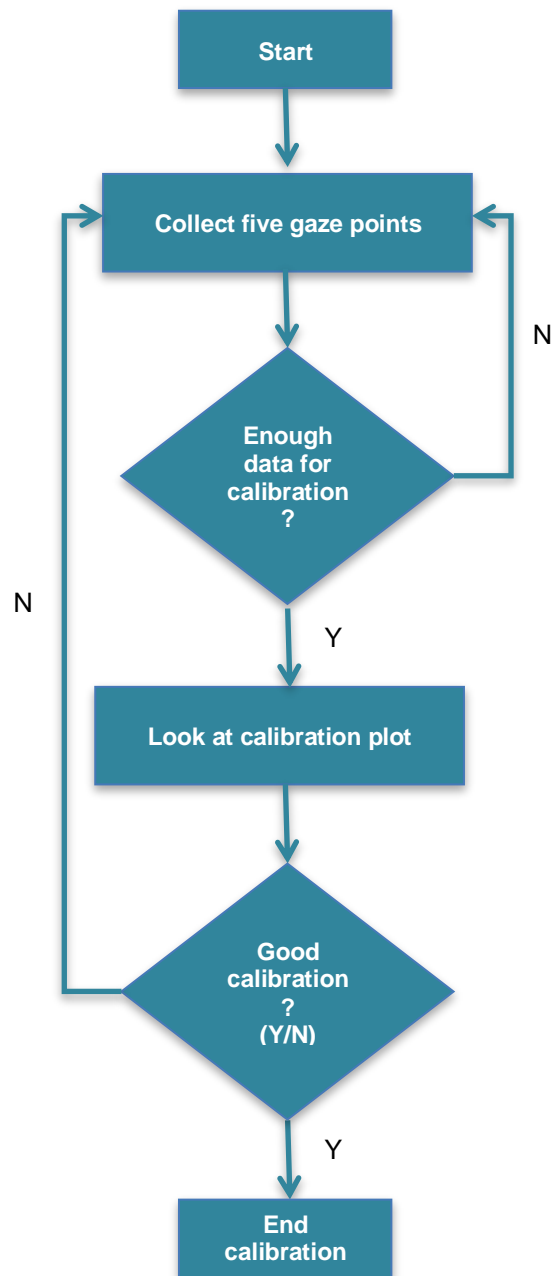 Start
Collect five gaze points
N
Enough
data for
calibration
?
N
Y
Look at calibration plot
Good
calibration
?
(Y/N)
Y
End
calibration